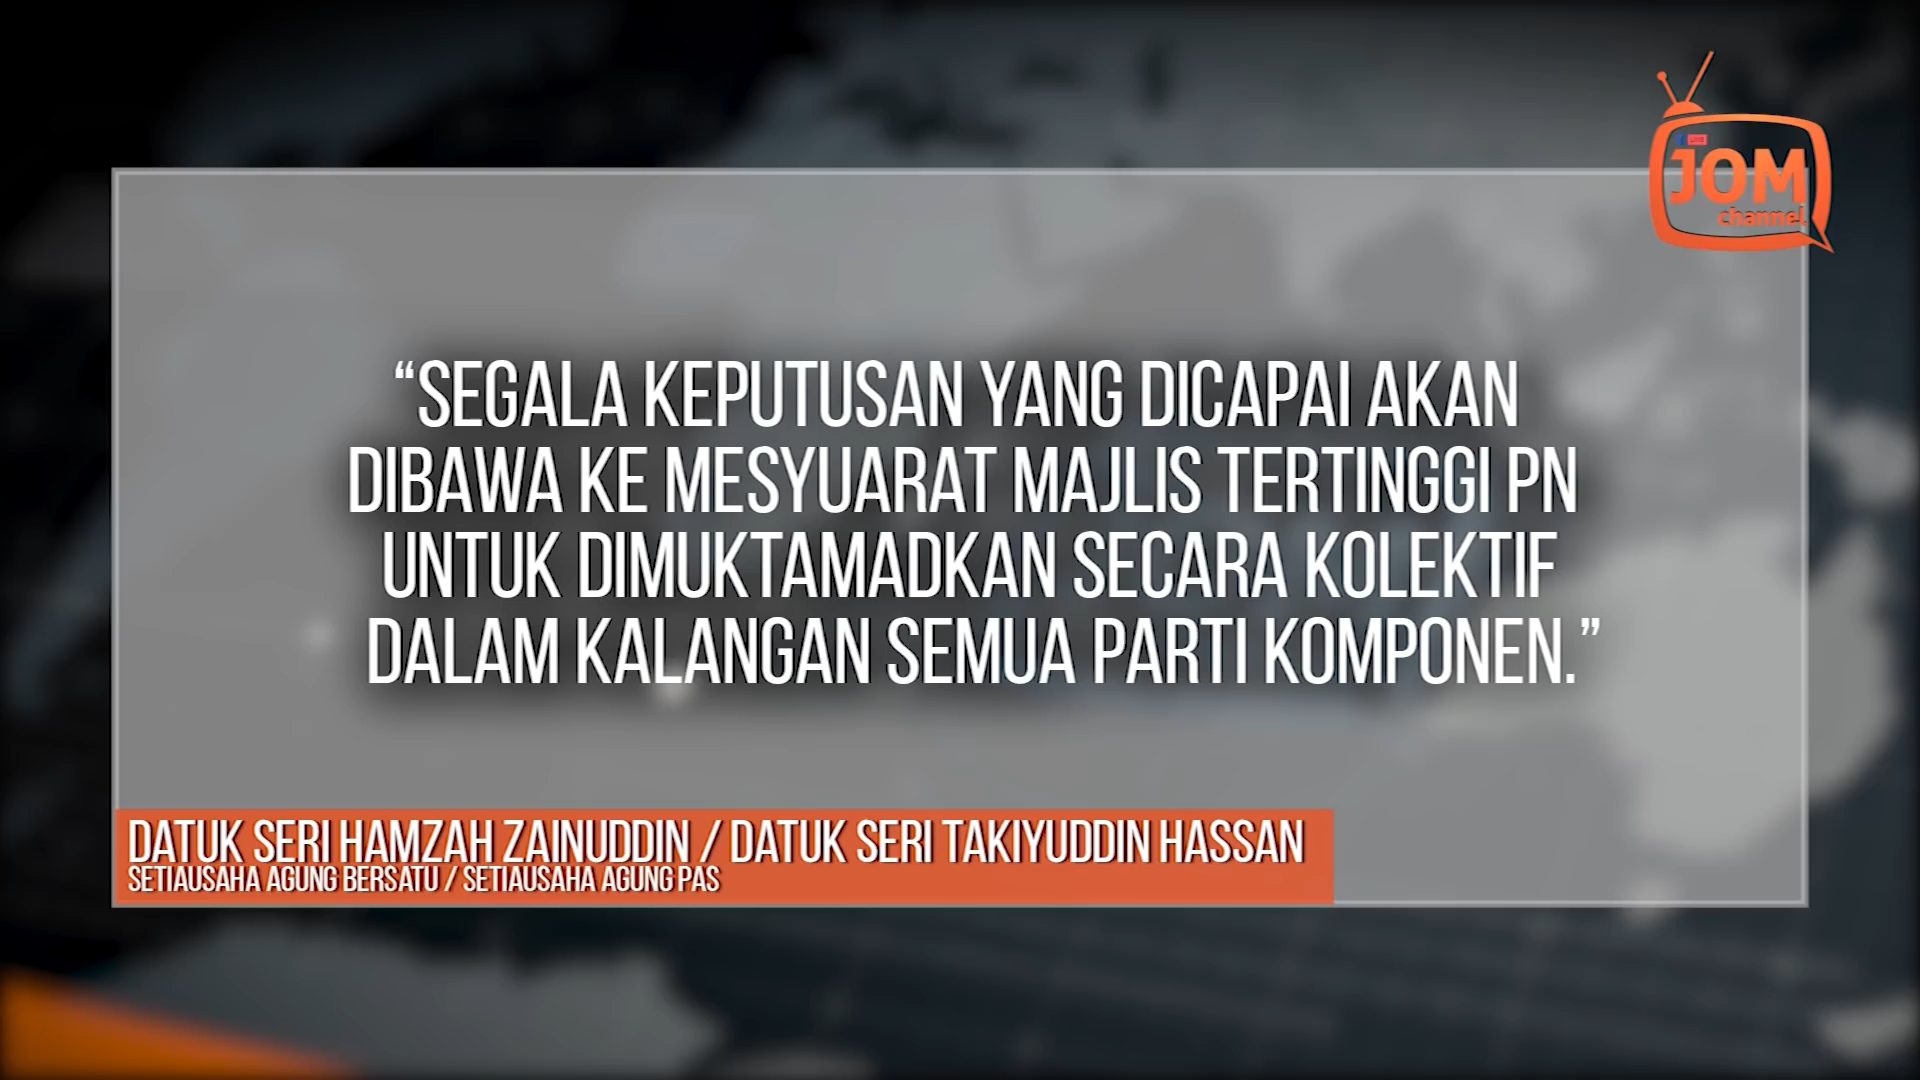 LIVE
JOM
channel
“SEGALA KEPUTUSAN YANG DICAPAI AKAN
DIBAWA KE MESYUARAT MAJLIS TERTINGGI PN
UNTUK DIMUKTAMADKAN SECARA KOLEKTIF
DALAM KALANGAN SEMUA PARTI KOMPONEN.”
DATUK SERI HAMZAH ZAINUDDIN / DATUK SERI TAKIYUDDIN HASSAN
SETIAUSAHA AGUNG BERSATU / SETIAUSAHA AGUNG PAS